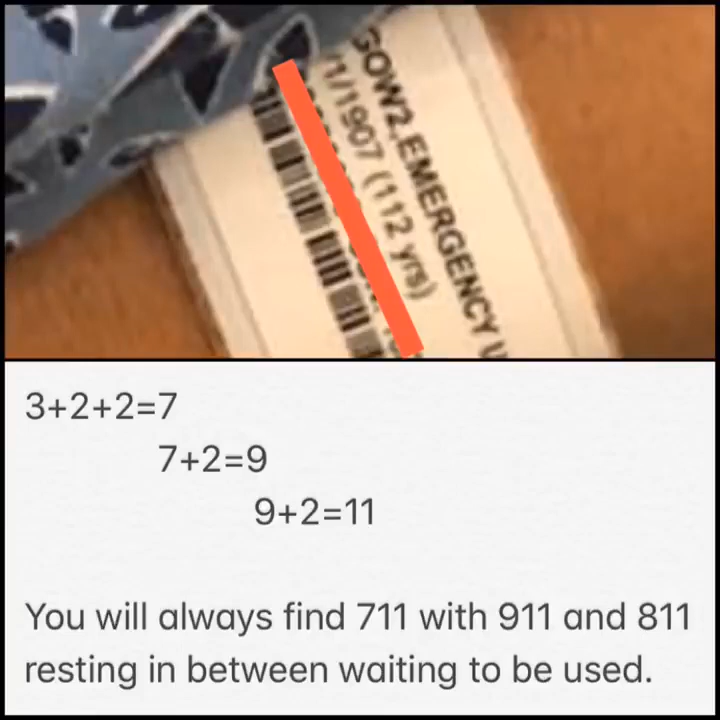 GOW2,EMERGENCY
/1/1907 (112 yrs)
3+2+2=7
7+2=9
9+2=11
You will always find 711 with 911 and 811
resting in between waiting to be used.